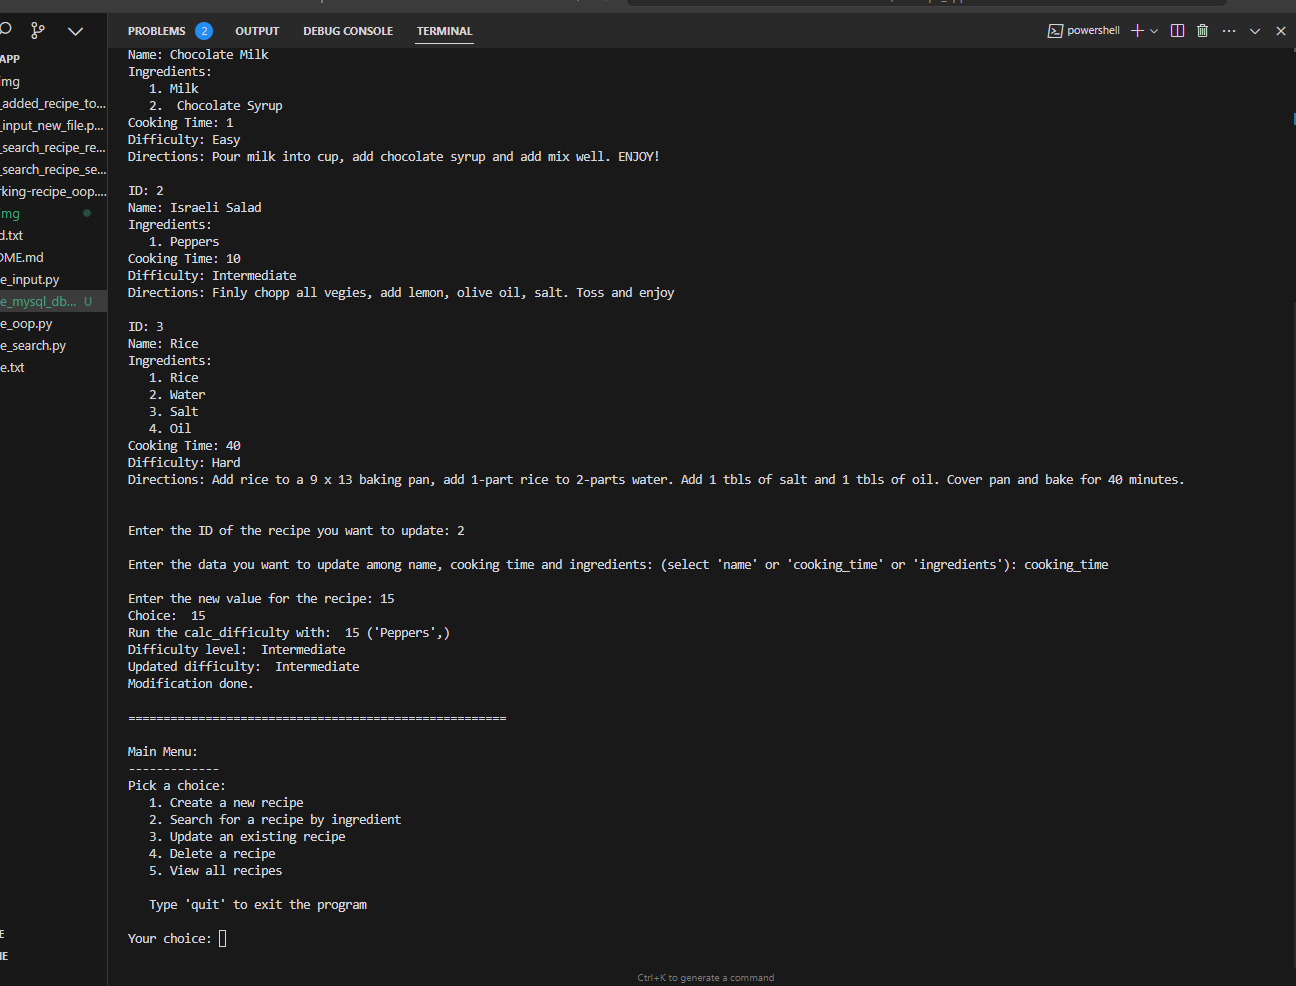 PROBLEMS 2 OUTPUT DEBUG CONSOLE TERMINAL powershell
APP
img
_added_recipe_to...
_input_new_file.p...
_search_recipe_re...
_search_recipe_se...
rking-recipe_oop....
img
d.txt
OME.md
e_input.py
e_mysql_db... U
e_oop.py
e_search.py
e.txt
E
IE
Name: Chocolate Milk
Ingredients:
1. Milk
2.  Chocolate Syrup
Cooking Time: 1
Difficulty: Easy
Directions: Pour milk into cup, add chocolate syrup and add mix well. ENJOY!
ID: 2
Name: Israeli Salad
Ingredients:
1. Peppers
Cooking Time: 10
Difficulty: Intermediate
Directions: Finly chopp all vegies, add lemon, olive oil, salt. Toss and enjoy
ID: 3
Name: Rice
Ingredients:
1. Rice
2. Water
3. Salt
4. Oil
Cooking Time: 40
Difficulty: Hard
Directions: Add rice to a 9 x 13 baking pan, add 1-part rice to 2-parts water. Add 1 tbls of salt and 1 tbls of oil. Cover pan and bake for 40 minutes.
Enter the ID of the recipe you want to update: 2
Enter the data you want to update among name, cooking time and ingredients: (select 'name' or 'cooking_time' or 'ingredients'): cooking_time
Enter the new value for the recipe: 15
Choice:  15
Run the calc_difficulty with:  15 ('Peppers',)
Difficulty level:  Intermediate
Updated difficulty:  Intermediate
Modification done.
======================================================
Main Menu:
-------------
Pick a choice:
1. Create a new recipe
2. Search for a recipe by ingredient
3. Update an existing recipe
4. Delete a recipe
5. View all recipes
Type 'quit' to exit the program
Your choice:
Ctrl+K to generate a command